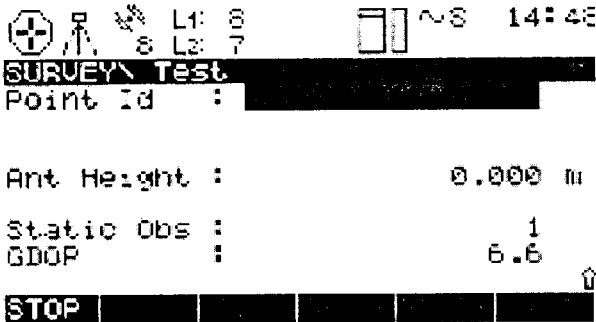 L1: 8
8 L2: 7
~S 14:48
SURVEY\ Test
Point Id :
Ant Height : 0.000 m
Static Obs : 1
GDOP : 6.6
STOP